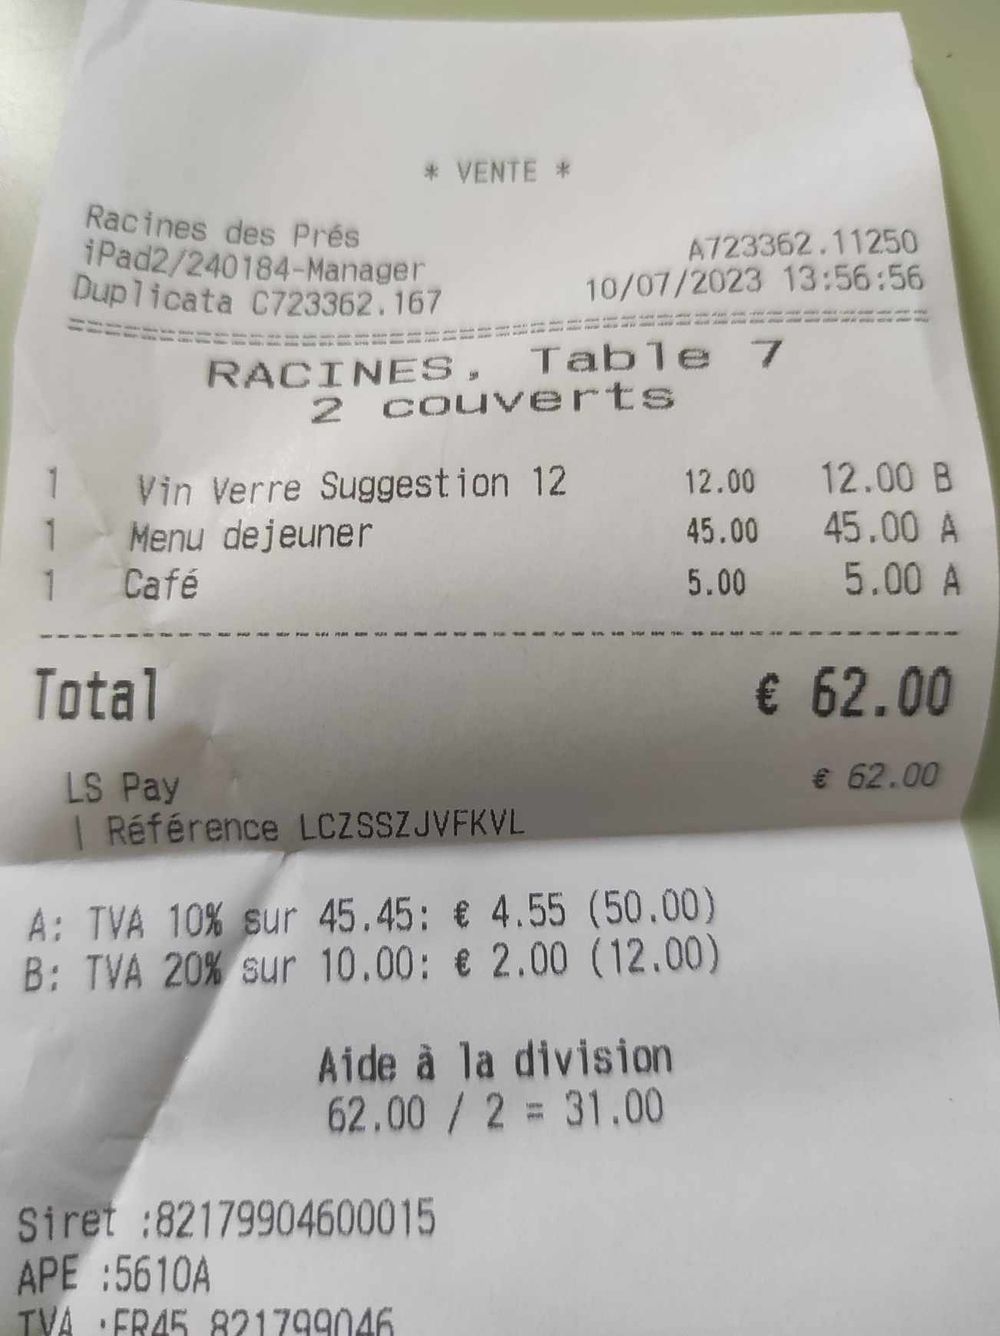 * VENTE *
Racines des Prés
iPad2/240184-Manager A723362.11250
Duplicata C723362.167 10/07/2023 13:56:56
RACINES, Table 7
2 couverts
1 Vin Verre Suggestion 12 12.00 12.00 B
1 Menu dejeuner 45.00 45.00 A
1 Café 5.00 5.00 A
Total € 62.00
LS Pay € 62.00
| Référence LCZSSZJVFKVL
A: TVA 10% sur 45.45: € 4.55 (50.00)
B: TVA 20% sur 10.00: € 2.00 (12.00)
Aide à la division
62.00 / 2 = 31.00
Siret :82179904600015
APE :5610A
TVA :FR45 821799046